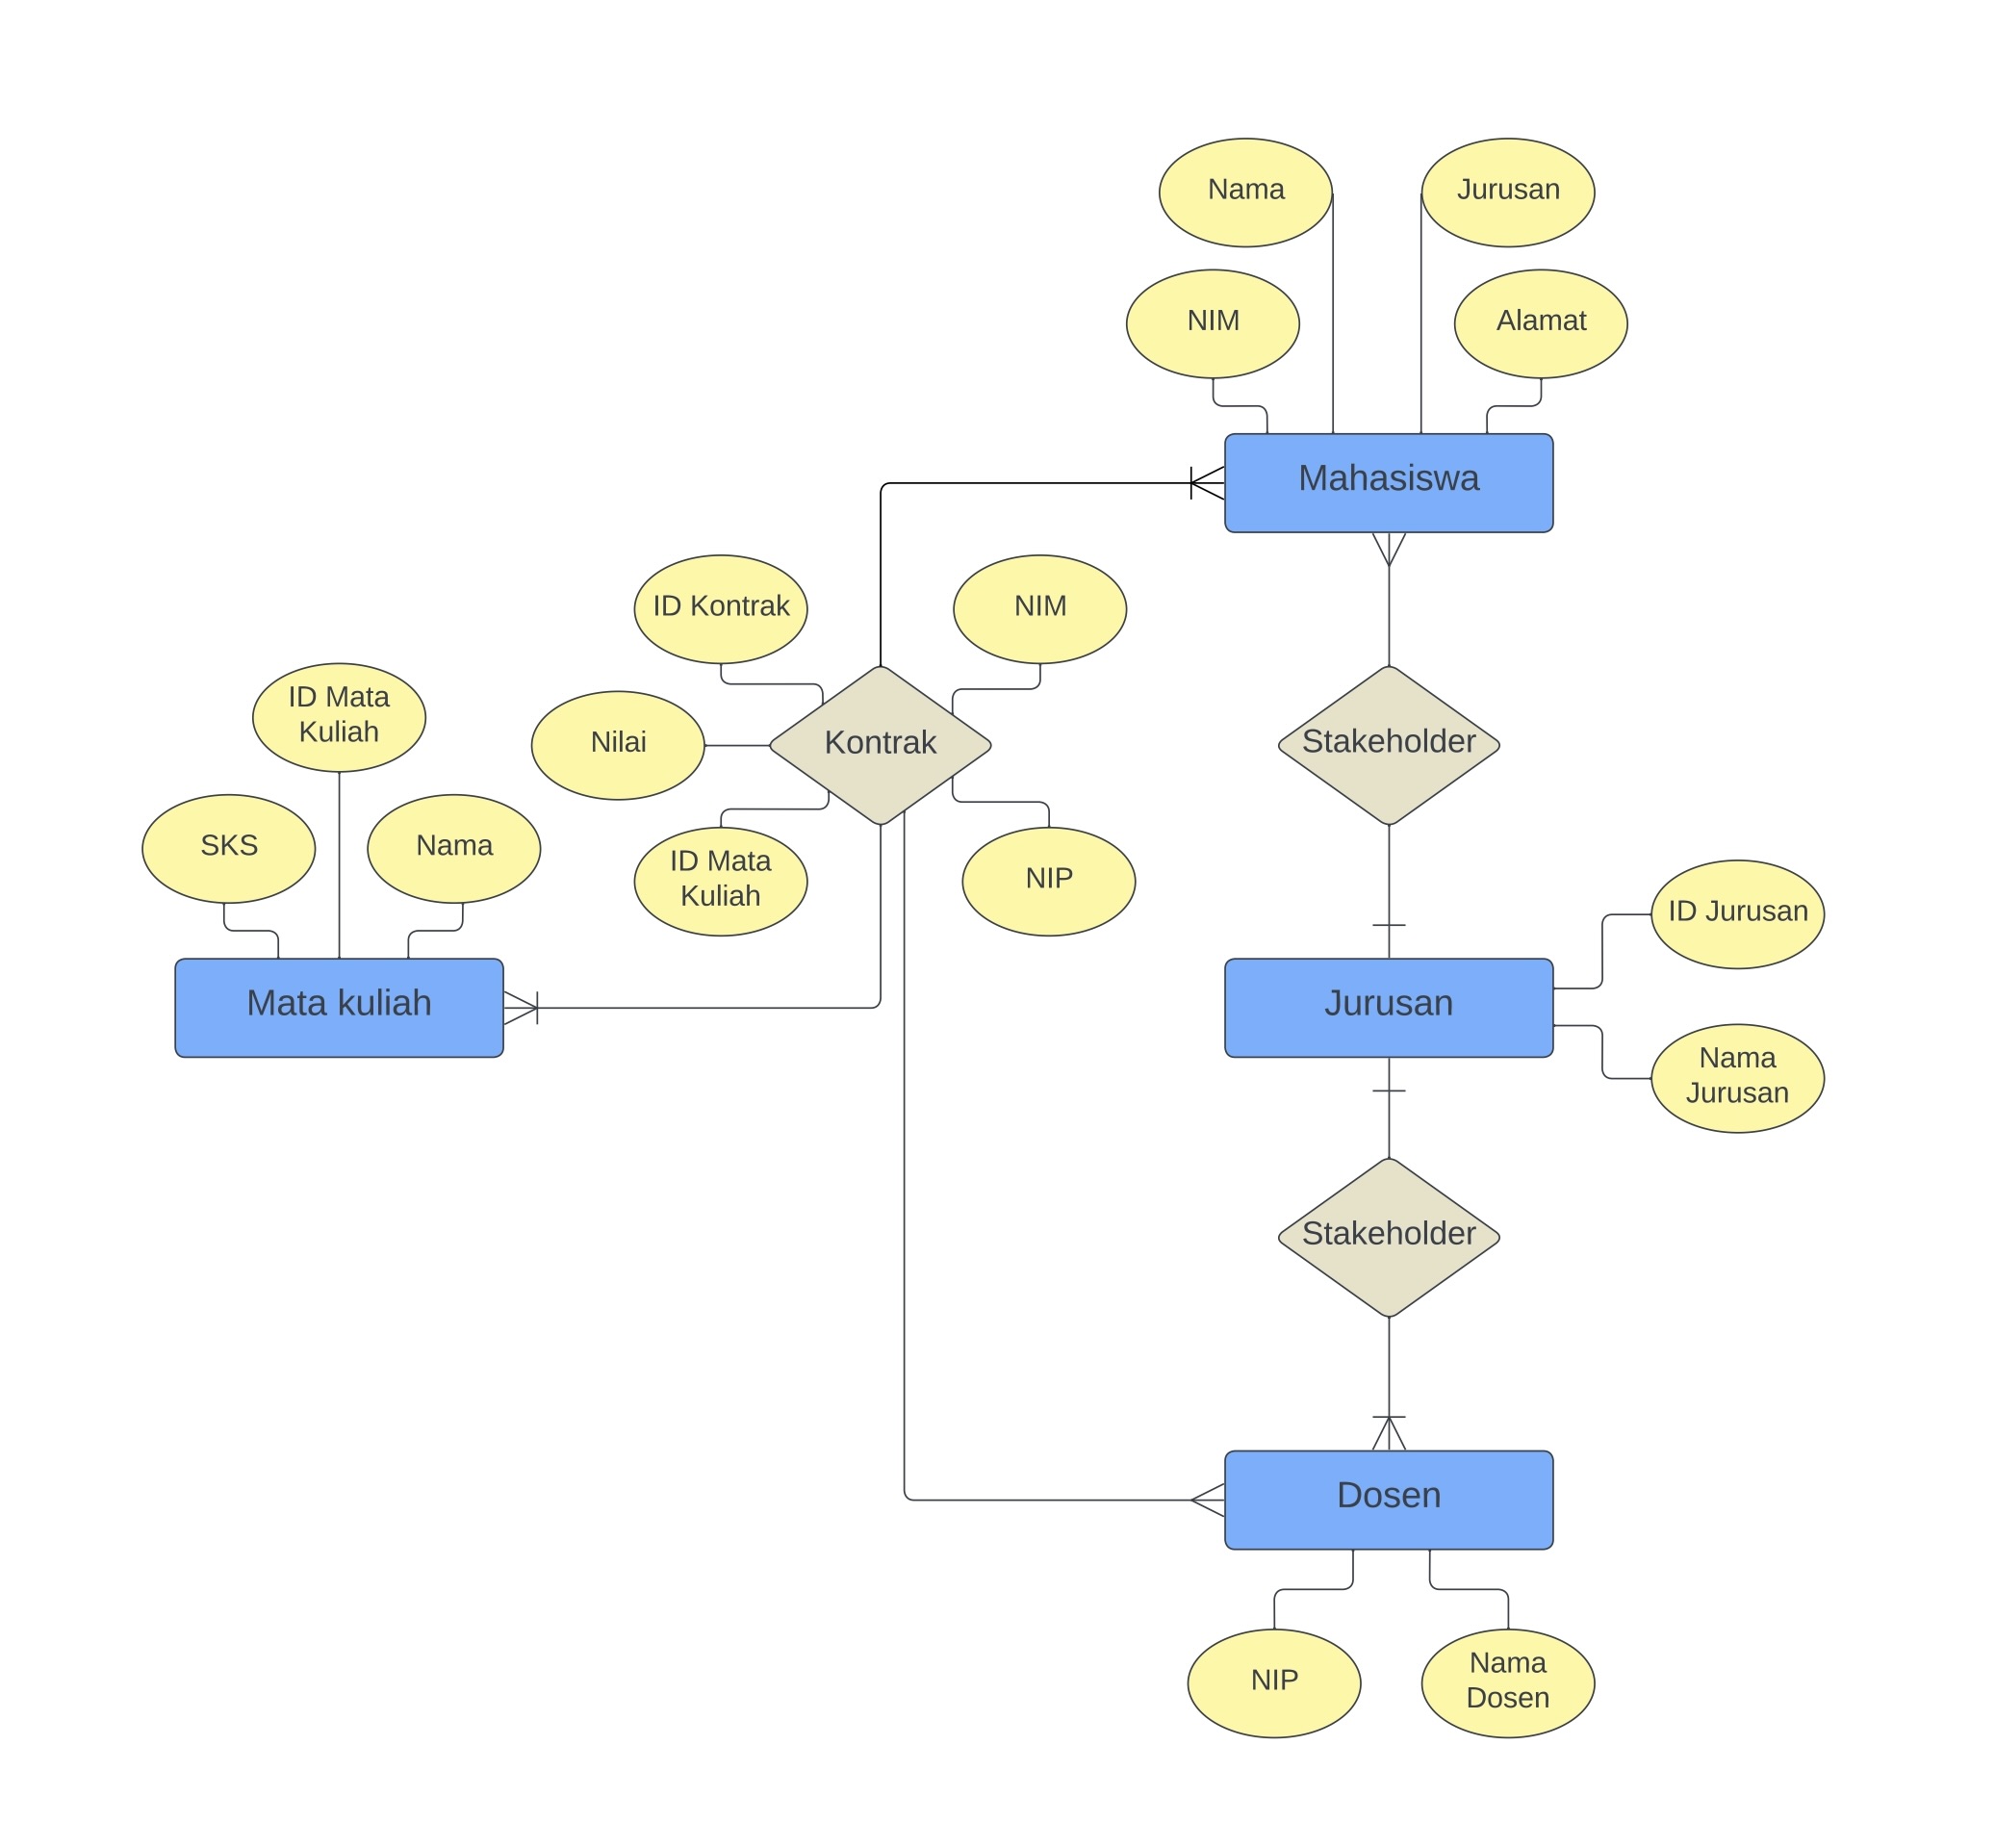 Nama
Jurusan
NIM
Alamat
Mahasiswa
ID Kontrak
NIM
ID Mata
Kuliah
Nilai
Kontrak
Stakeholder
SKS
Nama
ID Mata
Kuliah
NIP
ID Jurusan
Mata kuliah
Jurusan
Nama
Jurusan
Stakeholder
Dosen
NIP
Nama
Dosen